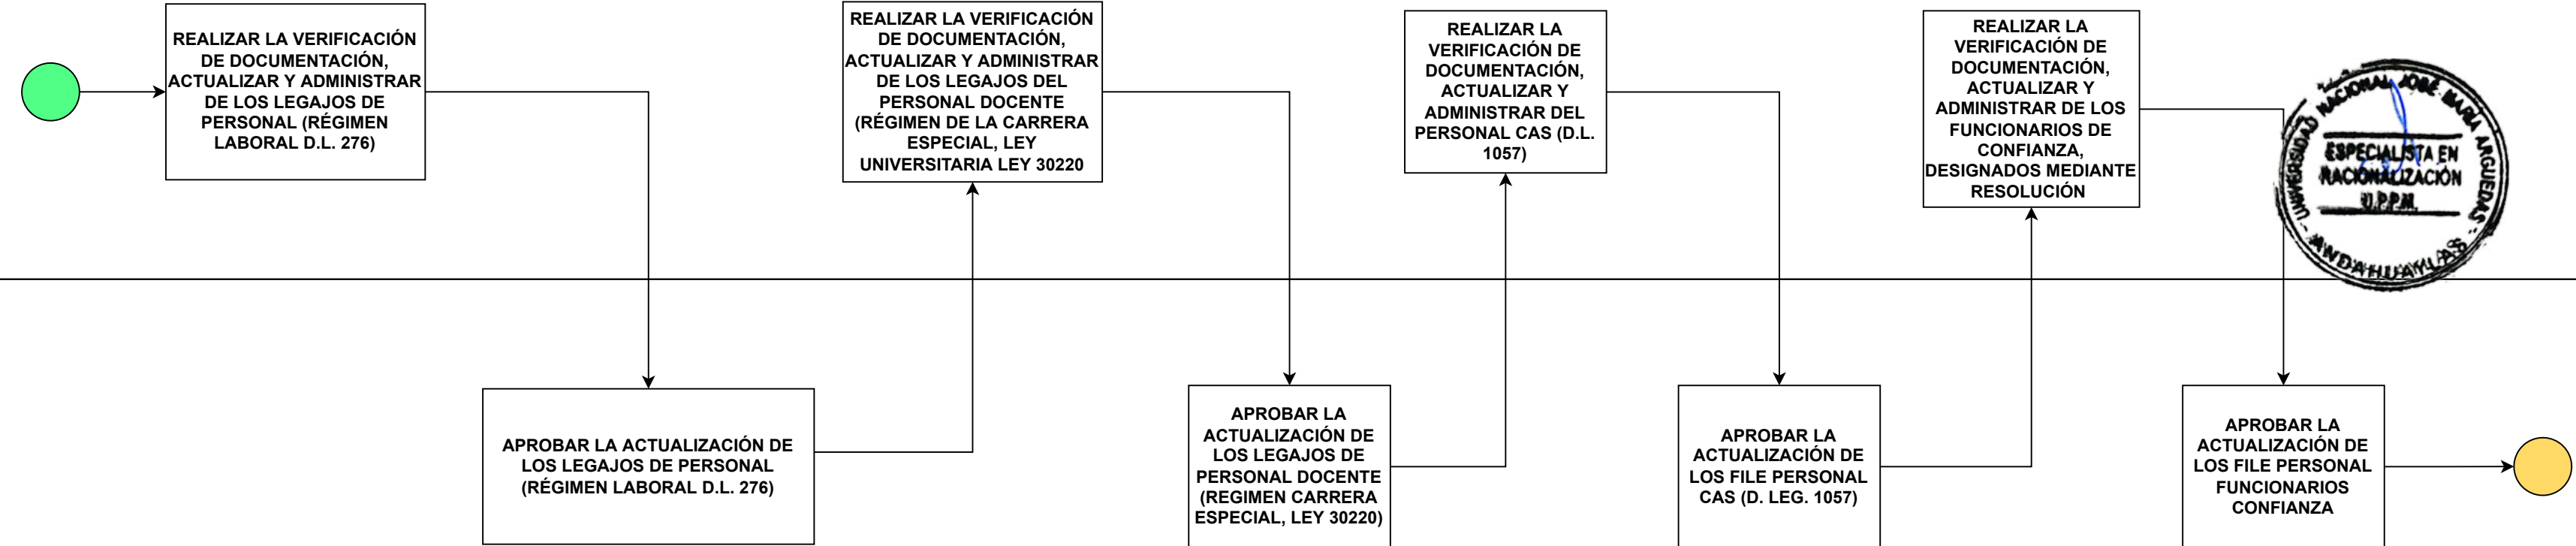 REALIZAR LA VERIFICACIÓN
DE DOCUMENTACIÓN,
ACTUALIZAR Y ADMINISTRAR
DE LOS LEGAJOS DE
PERSONAL (RÉGIMEN
LABORAL D.L. 276)
APROBAR LA ACTUALIZACIÓN DE
LOS LEGAJOS DE PERSONAL
(RÉGIMEN LABORAL D.L. 276)
REALIZAR LA VERIFICACIÓN
DE DOCUMENTACIÓN,
ACTUALIZAR Y ADMINISTRAR
DE LOS LEGAJOS DEL
PERSONAL DOCENTE
(RÉGIMEN DE LA CARRERA
ESPECIAL, LEY
UNIVERSITARIA LEY 30220
APROBAR LA
ACTUALIZACIÓN DE
LOS LEGAJOS DE
PERSONAL DOCENTE
(REGIMEN CARRERA
ESPECIAL, LEY 30220)
REALIZAR LA
VERIFICACIÓN DE
DOCUMENTACIÓN,
ACTUALIZAR Y
ADMINISTRAR DEL
PERSONAL CAS (D.L.
1057)
APROBAR LA
ACTUALIZACIÓN DE
LOS FILE PERSONAL
CAS (D. LEG. 1057)
REALIZAR LA
VERIFICACIÓN DE
DOCUMENTACIÓN,
ACTUALIZAR Y
ADMINISTRAR DE LOS
FUNCIONARIOS DE
CONFIANZA,
DESIGNADOS MEDIANTE
RESOLUCIÓN
APROBAR LA
ACTUALIZACIÓN DE
LOS FILE PERSONAL
FUNCIONARIOS
CONFIANZA
UNIVERSIDAD NACIONAL JOSÉ MARÍA ARGUEDAS
ESPECIALISTA EN
RACIONALIZACIÓN
U.P.P.M.
- ANDAHUAYLAS -